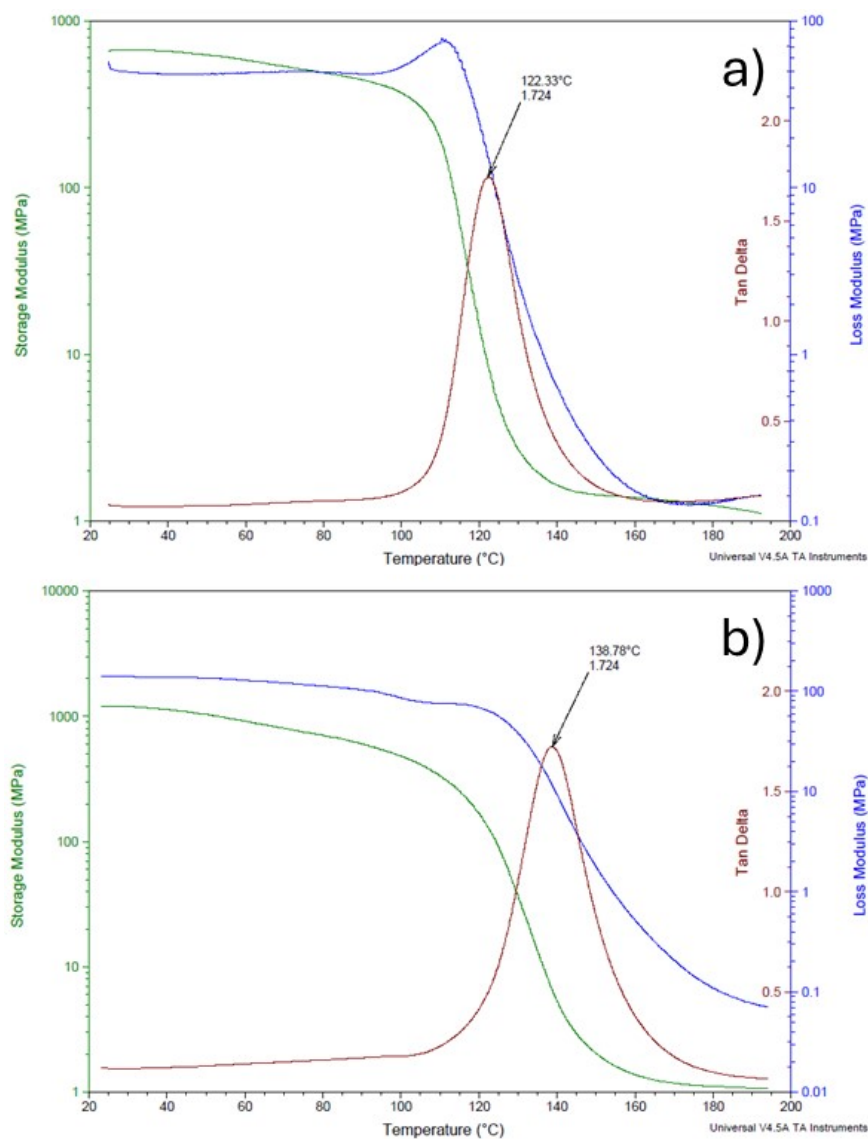 a)
1000
100
10
1
Storage Modulus (MPa)
122.33°C
1.724
2.0
1.5
1.0
0.5
Tan Delta
100
10
1
0.1
Loss Modulus (MPa)
20 40 60 80 100 120 140 160 180 200
Temperature (°C)
Universal V4.5A TA Instruments
b)
10000
1000
100
10
1
Storage Modulus (MPa)
138.78°C
1.724
2.0
1.5
1.0
0.5
Tan Delta
1000
100
10
1
0.1
0.01
Loss Modulus (MPa)
20 40 60 80 100 120 140 160 180 200
Temperature (°C)
Universal V4.5A TA Instruments